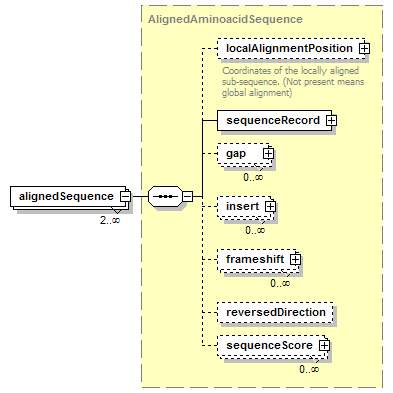 AlignedAminoacidSequence
localAlignmentPosition
Coordinates of the locally aligned
sub-sequence. (Not present means
global alignment)
sequenceRecord
gap
0..∞
alignedSequence
2..∞
insert
0..∞
frameshift
0..∞
reversedDirection
sequenceScore
0..∞